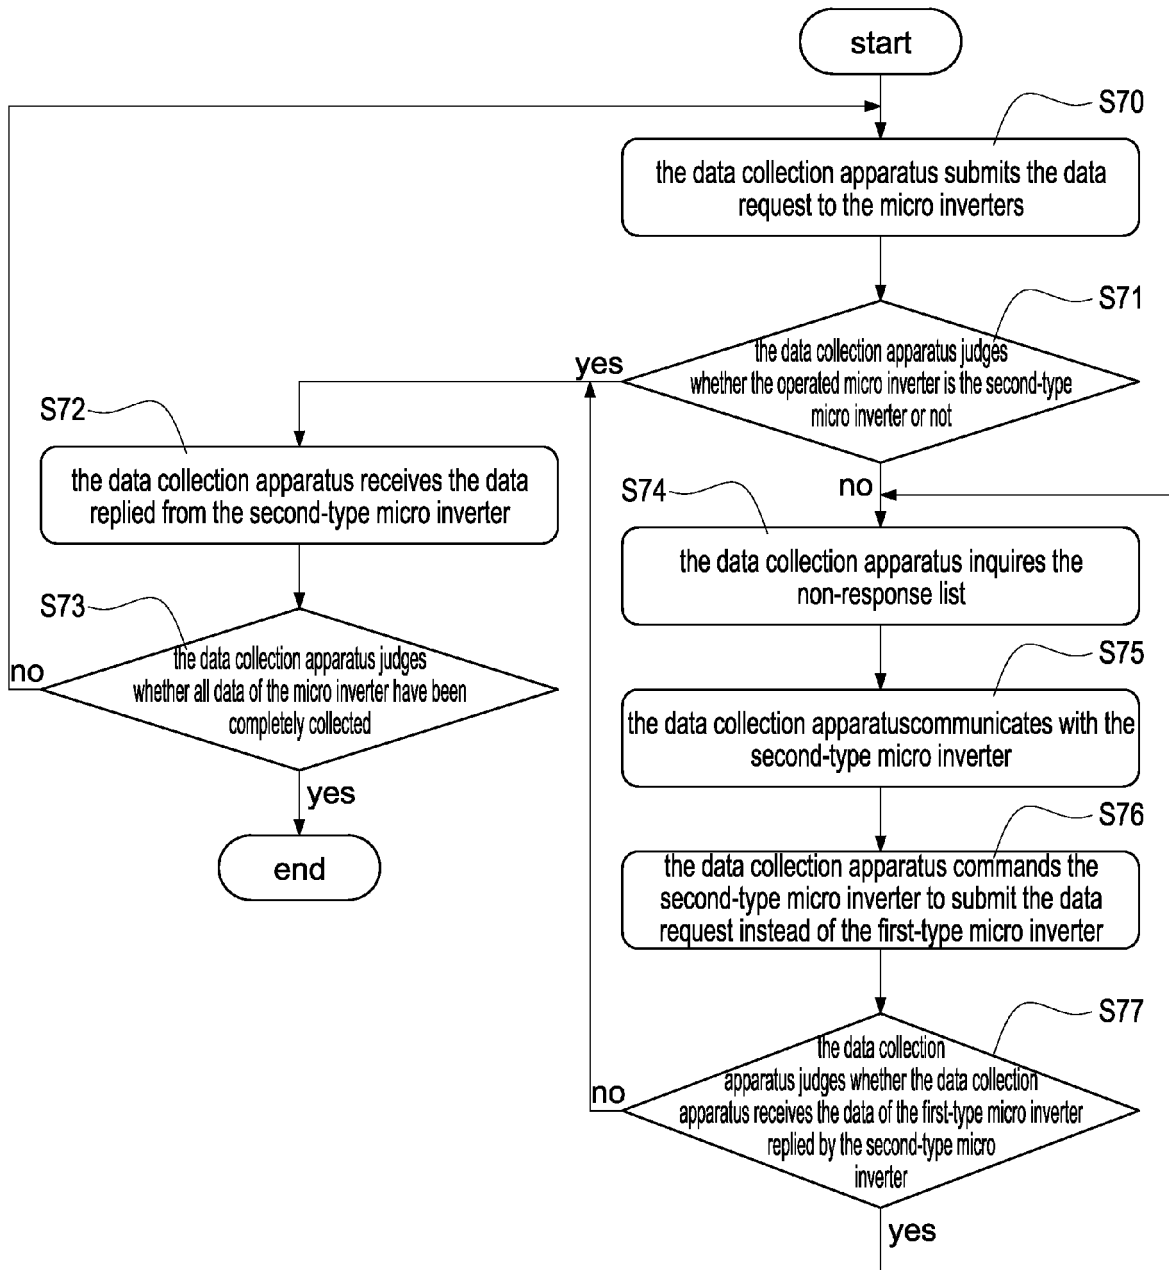 start
S70
the data collection apparatus submits the data
request to the micro inverters
S71
the data collection apparatus judges
whether the operated micro inverter is the second-type
micro inverter or not
yes
no
S72
the data collection apparatus receives the data
replied from the second-type micro inverter
S73
the data collection apparatus judges
whether all data of the micro inverter have been
completely collected
no
yes
end
S74
the data collection apparatus inquires the
non-response list
S75
the data collection apparatuscommunicates with the
second-type micro inverter
S76
the data collection apparatus commands the
second-type micro inverter to submit the data
request instead of the first-type micro inverter
S77
the data collection
apparatus judges whether the data collection
apparatus receives the data of the first-type micro inverter
replied by the second-type micro
inverter
no
yes